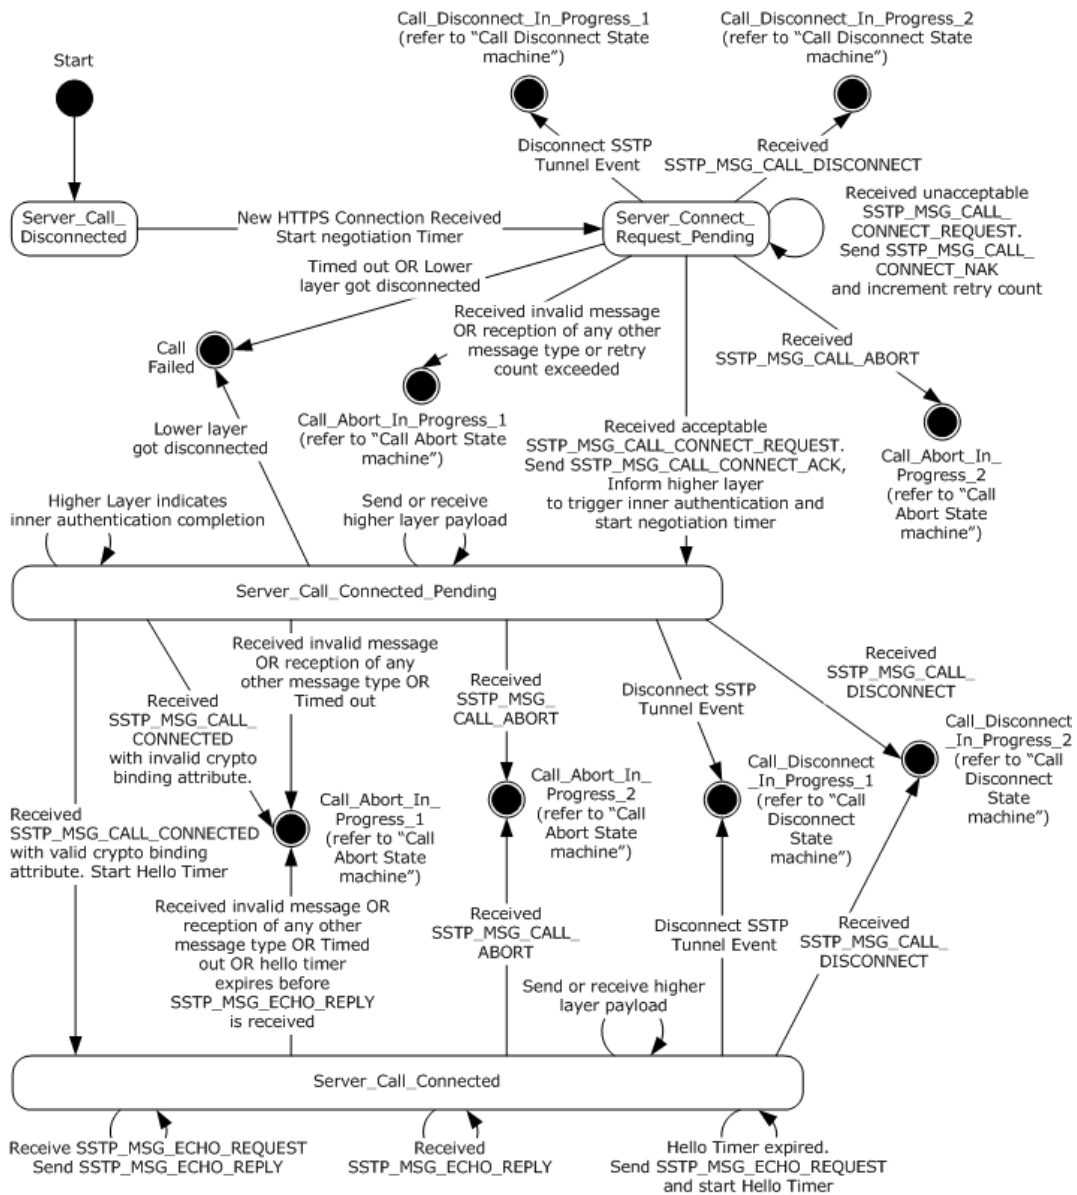 Call_Disconnect_In_Progress_1
(refer to “Call Disconnect State
machine”)
Call_Disconnect_In_Progress_2
(refer to “Call Disconnect State
machine”)
Start
Disconnect SSTP
Tunnel Event
Received
SSTP_MSG_CALL_DISCONNECT
Server_Call_
Disconnected
New HTTPS Connection Received
Start negotiation Timer
Server_Connect_
Request_Pending
Received unacceptable
SSTP_MSG_CALL_
CONNECT_REQUEST.
Send SSTP_MSG_CALL_
CONNECT_NAK
and increment retry count
Timed out OR Lower
layer got disconnected
Received invalid message
OR reception of any other
message type or retry
count exceeded
Received
SSTP_MSG_CALL_ABORT
Call
Failed
Call_Abort_In_Progress_1
(refer to “Call Abort State
machine”)
Lower layer
got disconnected
Received acceptable
SSTP_MSG_CALL_CONNECT_REQUEST.
Send SSTP_MSG_CALL_CONNECT_ACK,
Inform higher layer
to trigger inner authentication and
start negotiation timer
Call_Abort_In_
Progress_2
(refer to “Call
Abort State
machine”)
Higher Layer indicates
inner authentication completion
Send or receive
higher layer payload
Server_Call_Connected_Pending
Received
SSTP_MSG_CALL_
CONNECTED
with invalid crypto
binding attribute.
Received invalid message
OR reception of any
other message type OR
Timed out
Received
SSTP_MSG_
CALL_ABORT
Disconnect SSTP
Tunnel Event
Received
SSTP_MSG_CALL_
DISCONNECT
Received
SSTP_MSG_CALL_CONNECTED
with valid crypto binding
attribute. Start Hello Timer
Call_Abort_In_
Progress_1
(refer to “Call
Abort State
machine”)
Call_Abort_In_
Progress_2
(refer to “Call
Abort State
machine”)
Call_Disconnect
_In_Progress_1
(refer to “Call
Disconnect
State
machine”)
Call_Disconnect
_In_Progress_2
(refer to “Call
Disconnect
State
machine”)
Received invalid message OR
reception of any other
message type OR Timed
out OR hello timer
expires before
SSTP_MSG_ECHO_REPLY
is received
Received
SSTP_MSG_CALL_
ABORT
Disconnect SSTP
Tunnel Event
Received
SSTP_MSG_CALL_
DISCONNECT
Send or receive higher
layer payload
Server_Call_Connected
Receive SSTP_MSG_ECHO_REQUEST
Send SSTP_MSG_ECHO_REPLY
Received
SSTP_MSG_ECHO_REPLY
Hello Timer expired.
Send SSTP_MSG_ECHO_REQUEST
and start Hello Timer